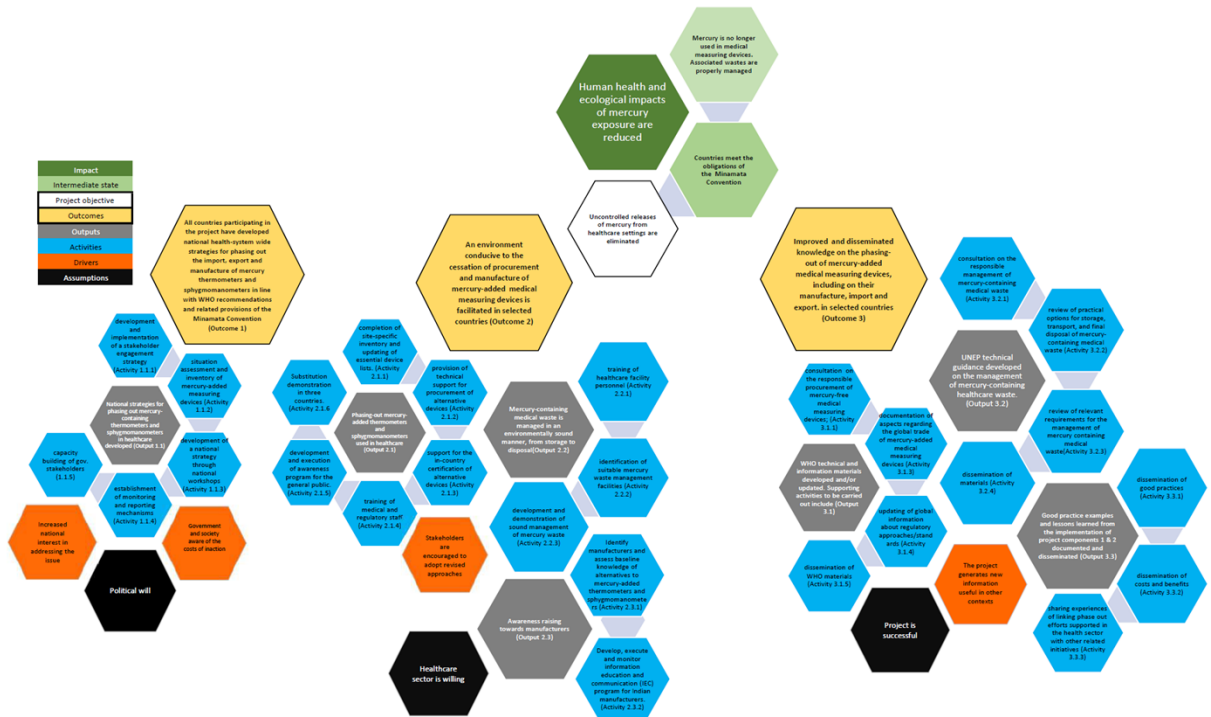 Mercury is no longer
used in medical
measuring devices.
Associated wastes are
properly managed
Human health and
ecological impacts
of mercury
exposure are
reduced
Countries meet the
obligations of
the Minamata
Convention
Uncontrolled releases
of mercury from
healthcare settings are
eliminated
Impact
Intermediate state
Project objective
Outcomes
Outputs
Activities
Drivers
Assumptions
All countries participating in
the project have developed
national health-system wide
strategies for phasing out
the import, export and
manufacture of mercury
thermometers and
sphygmomanometers in line
with WHO recommendations
and related provisions of the
Minamata Convention
(Outcome 1)
development and
implementation
of a stakeholder
engagement
strategy
(Activity 1.1.1)
situation
assessment and
inventory of
mercury-added
measuring devices
(Activity 1.1.2)
National strategies for
phasing out mercury-
containing
thermometers and
sphygmomanometers
in healthcare
developed (Output 1.1)
capacity
building of gov.
stakeholders
(1.1.5)
establishment
of monitoring
and reporting
mechanisms
(Activity 1.1.4)
development of
a national
strategy
through
national
workshops
(Activity 1.1.3)
Increased
national
interest in
addressing the
issue
Government
and society
aware of the
costs of inaction
Political will
An environment
conducive to the
cessation of procurement
and manufacture of
mercury-added medical
measuring devices is
facilitated in selected
countries (Outcome 2)
completion of
site-specific
inventory and
updating of
essential device
lists. (Activity
2.1.1)
Substitution
demonstration
in three
countries.
(Activity 2.1.6
provision of
technical
support for
procurement of
alternative
devices (Activity
2.1.2)
Phasing-out mercury-
added thermometers
and
sphygmomanometers
used in healthcare
(Output 2.1)
development and
execution of
awareness
program for the
general public.
(Activity 2.1.5)
training of
medical and
regulatory staff
(Activity 2.1.4)
support for the
in-country
certification of
alternative
devices (Activity
2.1.3)
Stakeholders
are
encouraged to
adopt revised
approaches
Mercury-containing
medical waste is
managed in an
environmentally sound
manner, from storage to
disposal(Output 2.2)
training of
healthcare facility
personnel (Activity
2.2.1)
identification of
suitable mercury
waste management
facilities (Activity
2.2.2)
development and
demonstration of
sound management
of mercury waste
(Activity 2.2.3)
Identify
manufacturers and
assess baseline
knowledge of
alternatives to
mercury-added
thermometers and
sphygmomanomete
rs (Activity 2.3.1)
Awareness raising
towards manufacturers
(Output 2.3)
Develop, execute
and monitor
information
education and
communication (IEC)
program for Indian
manufacturers.
(Activity 2.3.2)
Healthcare
sector is willing
Improved and disseminated
knowledge on the phasing-
out of mercury-added
medical measuring devices,
including on their
manufacture, import and
export. in selected countries
(Outcome 3)
consultation on
the responsible
management of
mercury-containing
medical waste
(Activity 3.2.1)
review of practical
options for storage,
transport, and final
disposal of mercury-
containing medical
waste (Activity 3.2.2)
UNEP technical
guidance developed
on the management
of mercury-containing
healthcare waste.
(Output 3.2)
review of relevant
requirements for the
management of
mercury containing
medical
waste(Activity 3.2.3)
dissemination of
materials (Activity
3.2.4)
consultation on
the responsible
procurement of
mercury-free
medical
measuring
devices;
(Activity 3.1.1)
documentation of
aspects regarding
the global trade of
mercury-added
medical
measuring
devices (Activity
3.1.3)
WHO technical and
information materials
developed and/or
updated. Supporting
activities to be carried
out include (Output
3.1)
updating of global
information
about regulatory
approaches/stand
ards (Activity
3.1.4)
dissemination of
WHO materials
(Activity 3.1.5)
The project
generates new
information
useful in other
contexts
Project is
successful
Good practice examples
and lessons learned from
the implementation of
project components 1 & 2
documented and
disseminated (Output 3.3)
dissemination of
good practices
(Activity 3.3.1)
dissemination of
costs and benefits
(Activity 3.3.2)
sharing experiences
of linking phase out
efforts supported in
the health sector
with other related
initiatives (Activity
3.3.3)